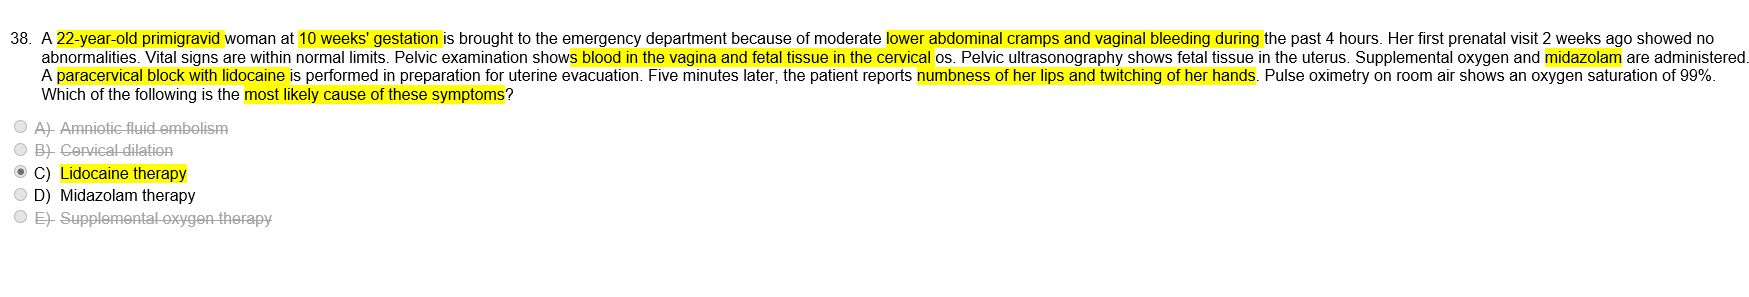 38. A 22-year-old primigravid woman at 10 weeks' gestation is brought to the emergency department because of moderate lower abdominal cramps and vaginal bleeding during the past 4 hours. Her first prenatal visit 2 weeks ago showed no
abnormalities. Vital signs are within normal limits. Pelvic examination shows blood in the vagina and fetal tissue in the cervical os. Pelvic ultrasonography shows fetal tissue in the uterus. Supplemental oxygen and midazolam are administered.
A paracervical block with lidocaine is performed in preparation for uterine evacuation. Five minutes later, the patient reports numbness of her lips and twitching of her hands. Pulse oximetry on room air shows an oxygen saturation of 99%.
Which of the following is the most likely cause of these symptoms?
A) Amniotic fluid embolism
B) Cervical dilation
C) Lidocaine therapy
D) Midazolam therapy
E) Supplemental oxygen therapy